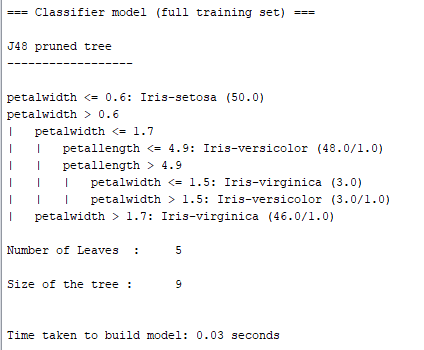 === Classifier model (full training set) ===
J48 pruned tree
------------------
petalwidth <= 0.6: Iris-setosa (50.0)
petalwidth > 0.6
|   petalwidth <= 1.7
|   |   petallength <= 4.9: Iris-versicolor (48.0/1.0)
|   |   petallength > 4.9
|   |   |   petalwidth <= 1.5: Iris-virginica (3.0)
|   |   |   petalwidth > 1.5: Iris-versicolor (3.0/1.0)
|   petalwidth > 1.7: Iris-virginica (46.0/1.0)
Number of Leaves  :     5
Size of the tree :      9
Time taken to build model: 0.03 seconds